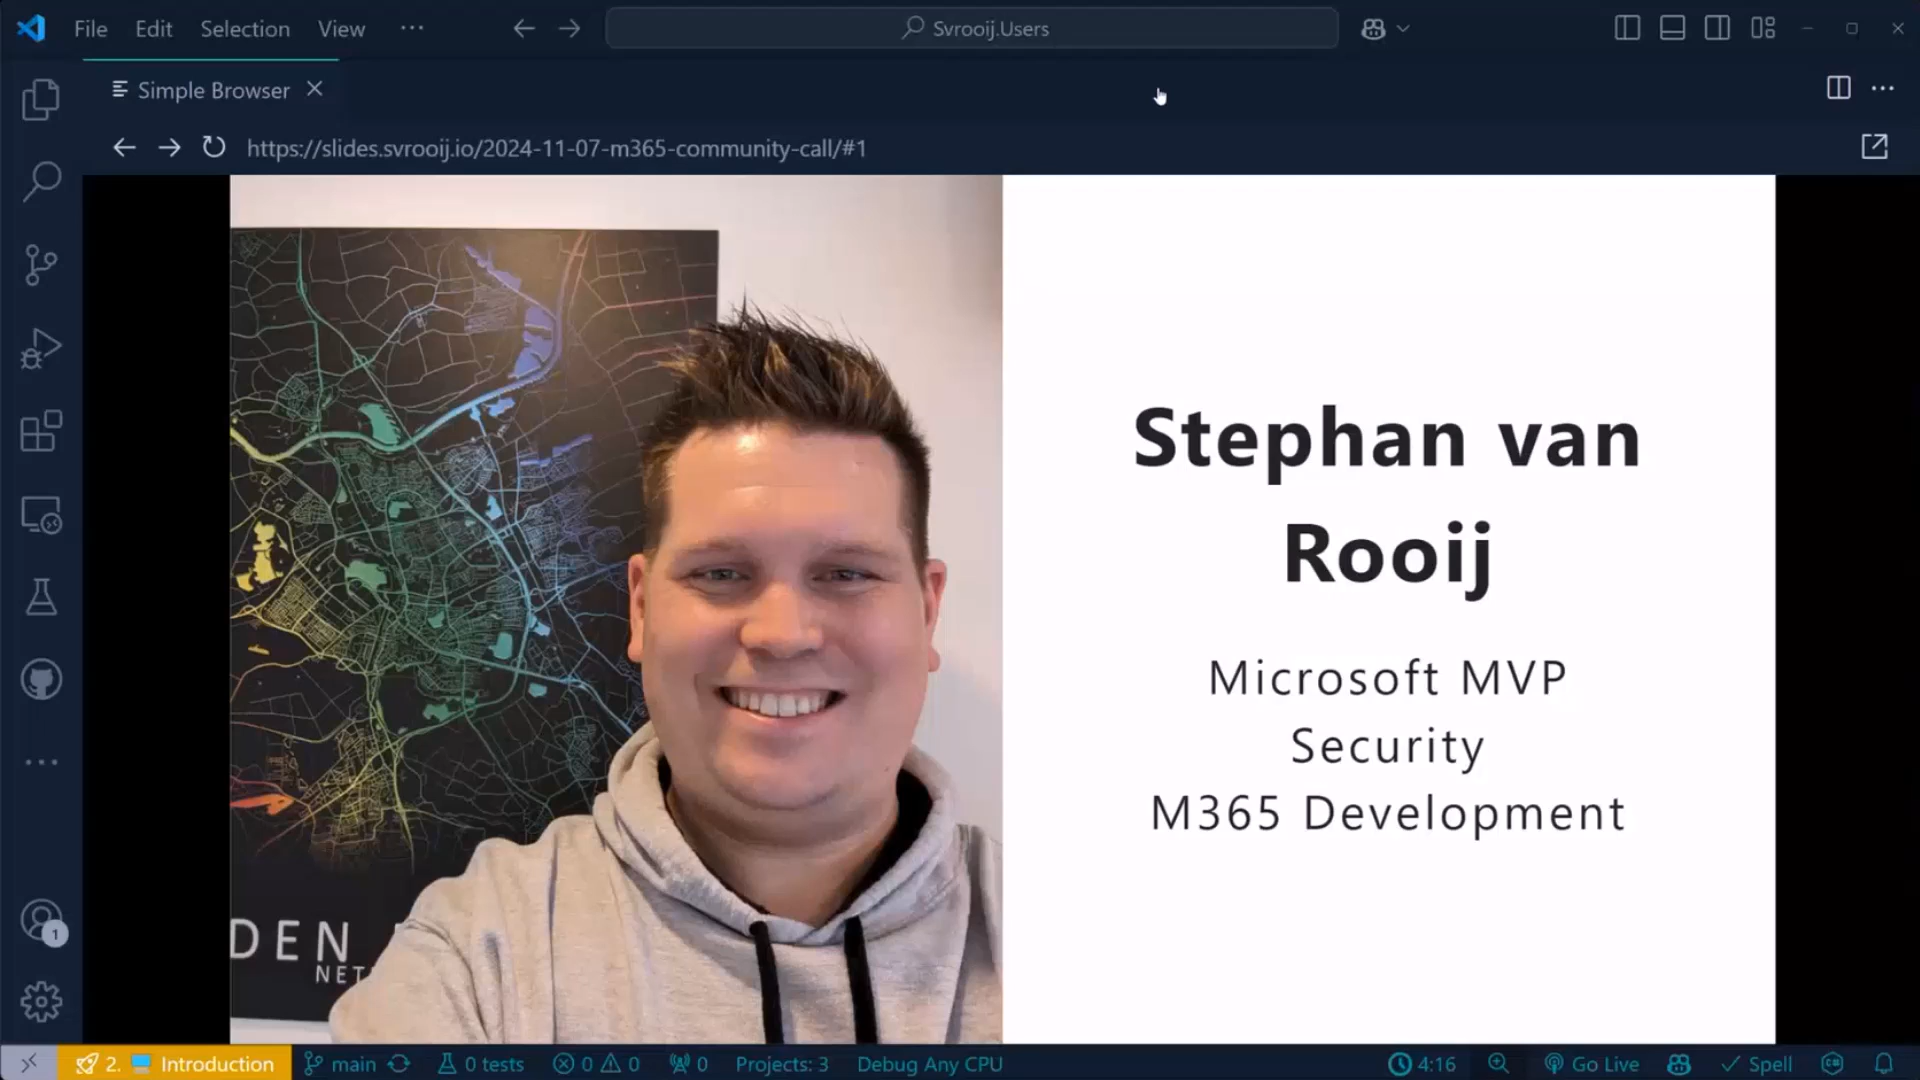 File Edit Selection View ···
Svrooij.Users
Simple Browser
https://slides.svrooij.io/2024-11-07-m365-community-call/#1
Stephan van
Rooij
Microsoft MVP
Security
M365 Development
DEN
NET
1
2. Introduction main 0 tests 0 0 0 Projects: 3 Debug Any CPU 4:16 Go Live Spell